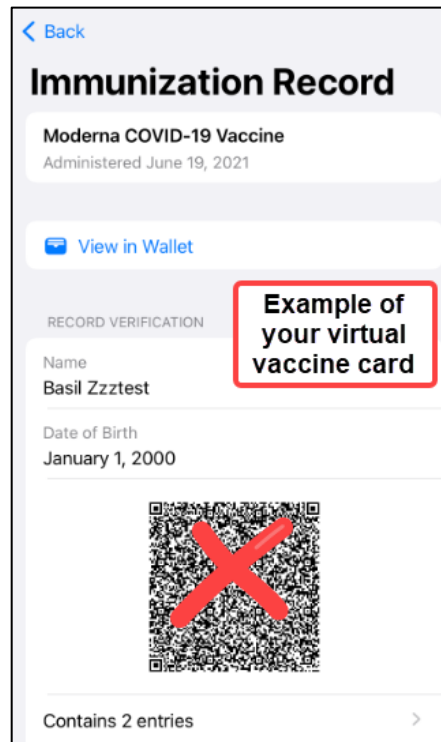 Back
Immunization Record
Moderna COVID-19 Vaccine
Administered June 19, 2021
View in Wallet
Example of
your virtual
vaccine card
RECORD VERIFICATION
Name
Basil Zzztest
Date of Birth
January 1, 2000
Contains 2 entries